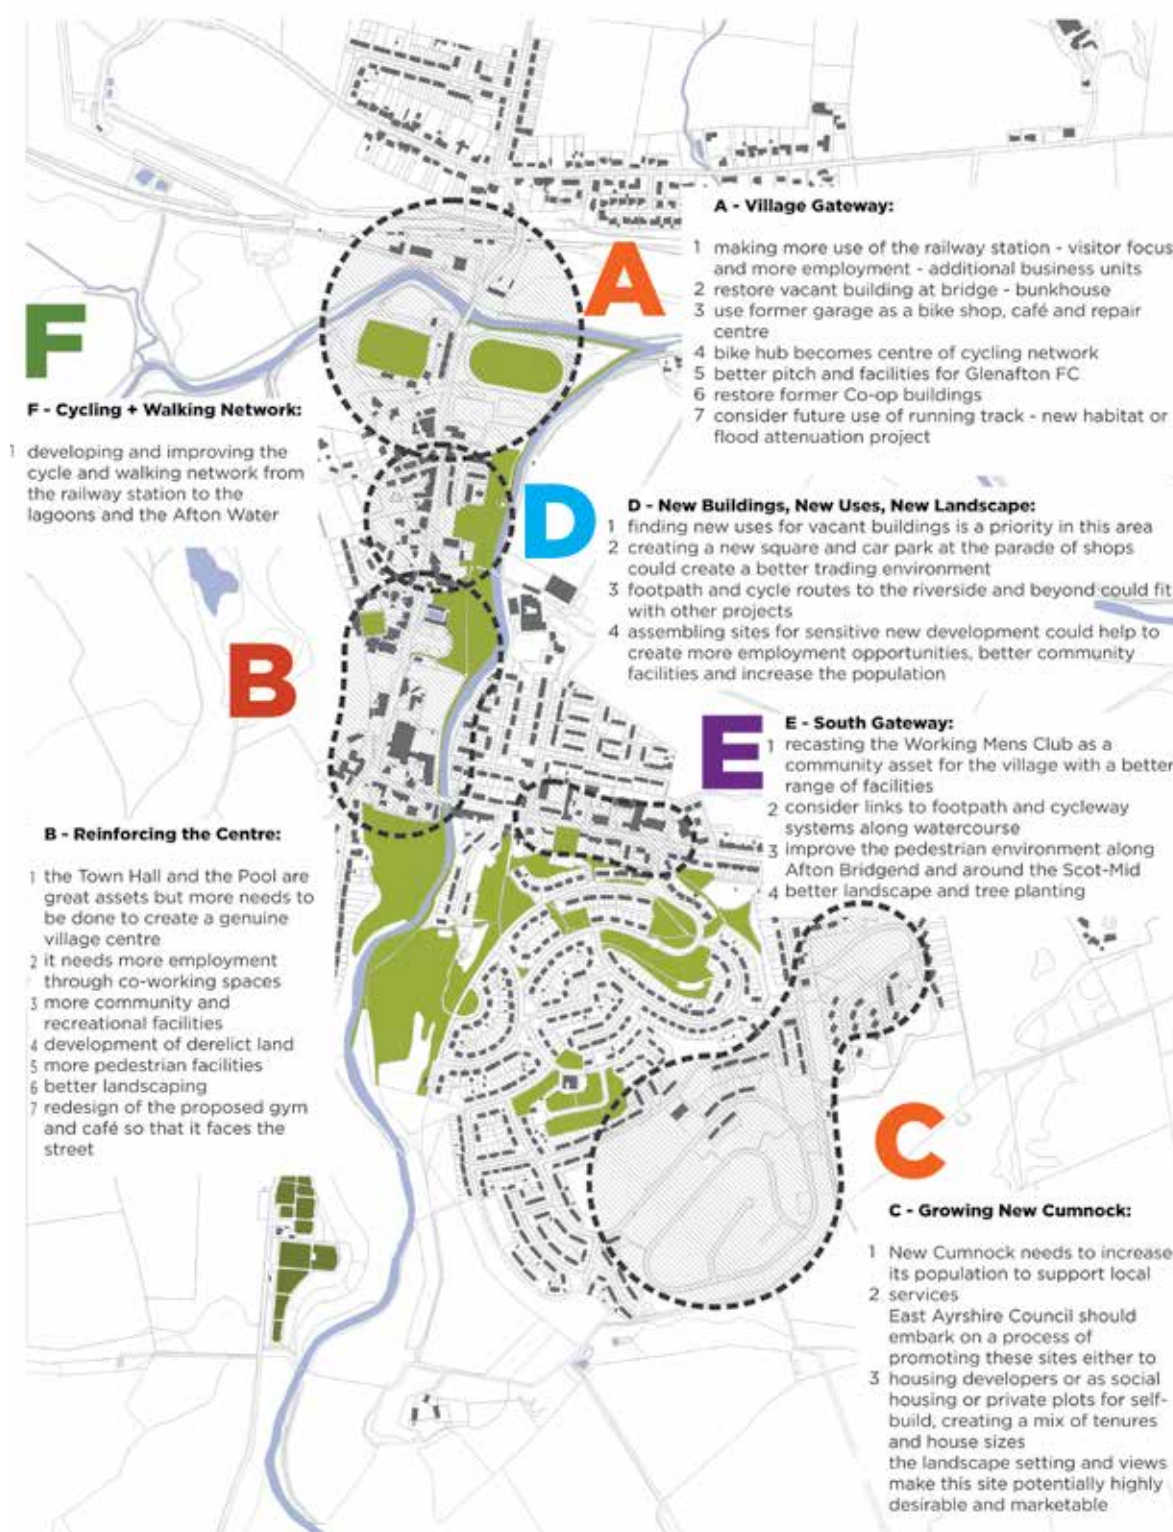 A
A - Village Gateway:
1 making more use of the railway station - visitor focus
and more employment - additional business units
2 restore vacant building at bridge - bunkhouse
3 use former garage as a bike shop, café and repair
centre
4 bike hub becomes centre of cycling network
5 better pitch and facilities for Glenafton FC
6 restore former Co-op buildings
7 consider future use of running track - new habitat or
flood attenuation project
F
F - Cycling + Walking Network:
1 developing and improving the
cycle and walking network from
the railway station to the
lagoons and the Afton Water
D
D - New Buildings, New Uses, New Landscape:
1 finding new uses for vacant buildings is a priority in this area
2 creating a new square and car park at the parade of shops
could create a better trading environment
3 footpath and cycle routes to the riverside and beyond could fit
with other projects
4 assembling sites for sensitive new development could help to
create more employment opportunities, better community
facilities and increase the population
B
B - Reinforcing the Centre:
1 the Town Hall and the Pool are
great assets but more needs to
be done to create a genuine
village centre
2 it needs more employment
through co-working spaces
3 more community and
recreational facilities
4 development of derelict land
5 more pedestrian facilities
6 better landscaping
7 redesign of the proposed gym
and café so that it faces the
street
E
E - South Gateway:
1 recasting the Working Mens Club as a
community asset for the village with a better
range of facilities
2 consider links to footpath and cycleway
systems along watercourse
3 improve the pedestrian environment along
Afton Bridgend and around the Scot-Mid
4 better landscape and tree planting
C
C - Growing New Cumnock:
1 New Cumnock needs to increase
its population to support local
2 services
East Ayrshire Council should
embark on a process of
promoting these sites either to
3 housing developers or as social
housing or private plots for self-
build, creating a mix of tenures
and house sizes
the landscape setting and views
make this site potentially highly
desirable and marketable